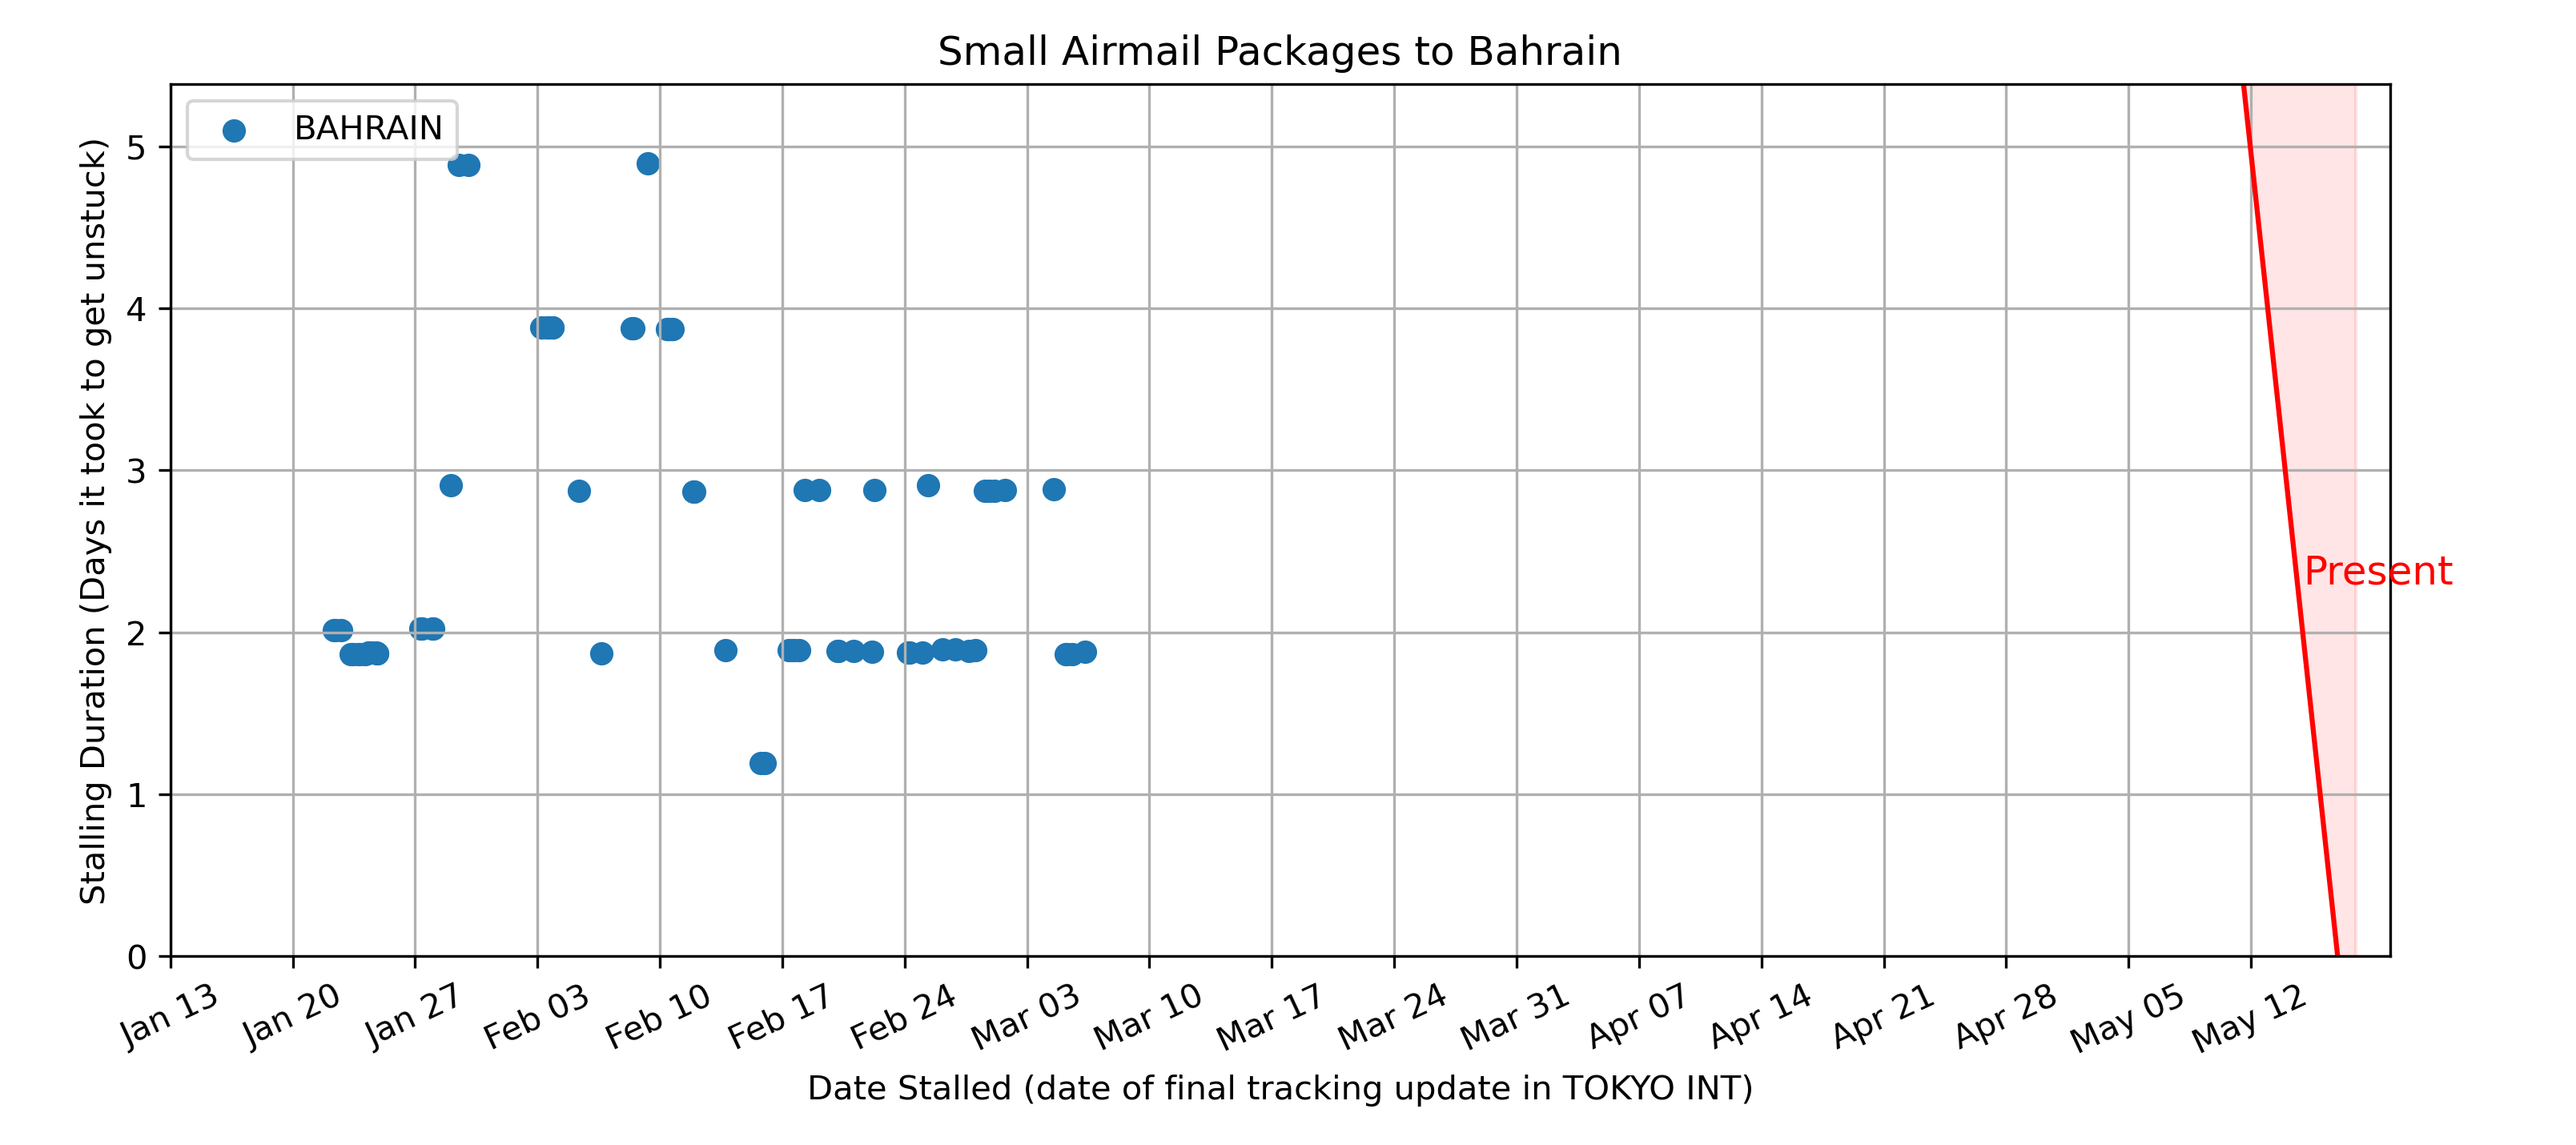 Small Airmail Packages to Bahrain
BAHRAIN
Stalling Duration (Days it took to get unstuck)
5
4
3
2
1
0
Present
Jan 13
Jan 20
Jan 27
Feb 03
Feb 10
Feb 17
Feb 24
Mar 03
Mar 10
Mar 17
Mar 24
Mar 31
Apr 07
Apr 14
Apr 21
Apr 28
May 05
May 12
Date Stalled (date of final tracking update in TOKYO INT)